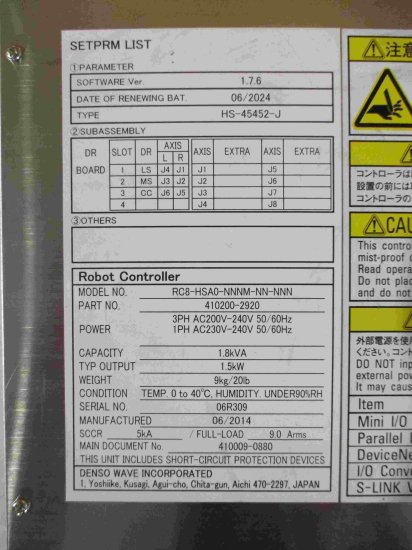 SETPRM LIST
①PARAMETER
SOFTWARE Ver. 1.7.6
DATE OF RENEWING BAT. 06/2024
TYPE HS-45452-J
②SUBASSEMBLY
DR BOARD SLOT DR AXIS L R AXIS EXTRA AXIS EXTRA
1 LS J4 J1 J1 J5
2 MS J3 J2 J2 J6
3 CC J6 J5 J3 J7
4 J4 J8
③OTHERS
Robot Controller
MODEL NO. RC8-HSA0-NNNM-NN-NNN
PART NO. 410200-2920
POWER 3PH AC200V-240V 50/60Hz
1PH AC230V-240V 50/60Hz
CAPACITY 1.8kVA
TYP OUTPUT 1.5kW
WEIGHT 9kg/20lb
CONDITION TEMP. 0 to 40℃, HUMIDITY. UNDER90%RH
SERIAL NO. 06R309
MANUFACTURED 06/2014
SCCR 5kA / FULL-LOAD 9.0 Arms
MAIN DOCUMENT No. 410009-0880
THIS UNIT INCLUDES SHORT-CIRCUIT PROTECTION DEVICES
DENSO WAVE INCORPORATED
1, Yoshiike, Kusagi, Agui-cho, Chita-gun, Aichi 470-2297, JAPAN
注意
コントローラは
設置の前には
コントローラの
CAU
This contro
mist-proof c
Read opera
Do not plac
and do not
外部電源を使用
ください。コント
DO NOT inp
external pow
It may caus
Item
Mini I/O
Parallel I
DeviceNe
I/O Conv
S-LINK V